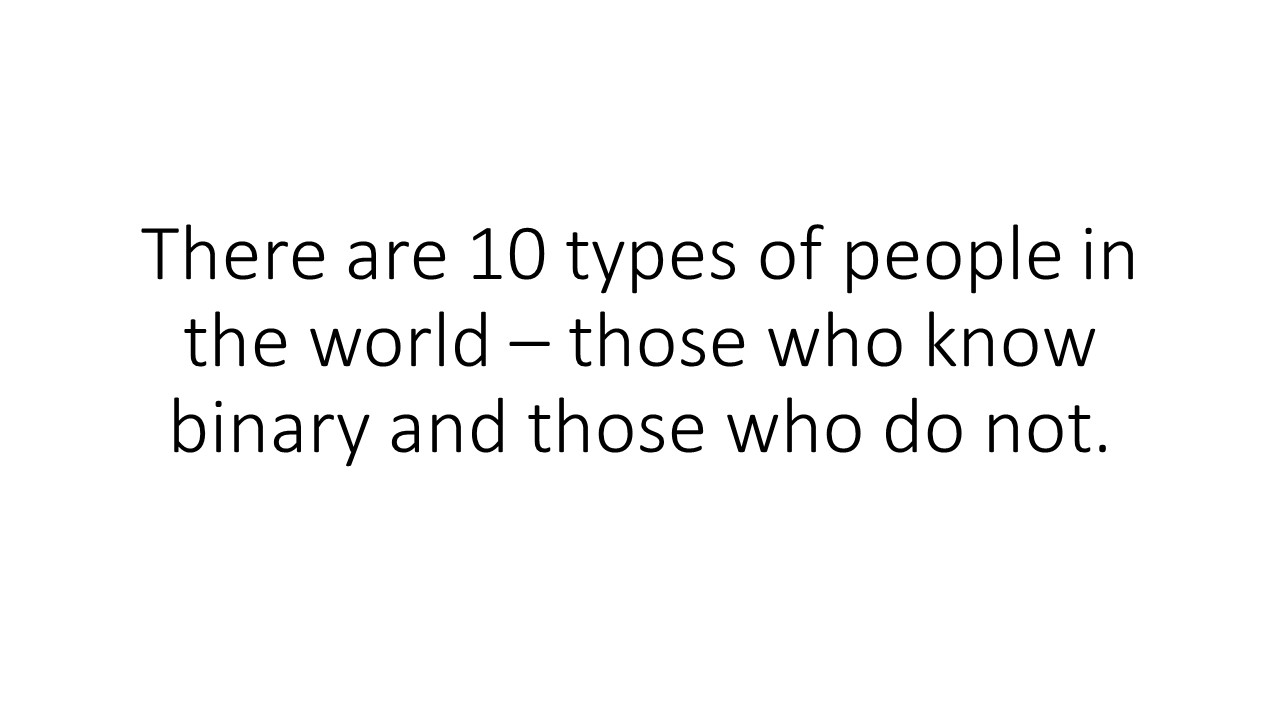 There are 10 types of people in
the world – those who know
binary and those who do not.